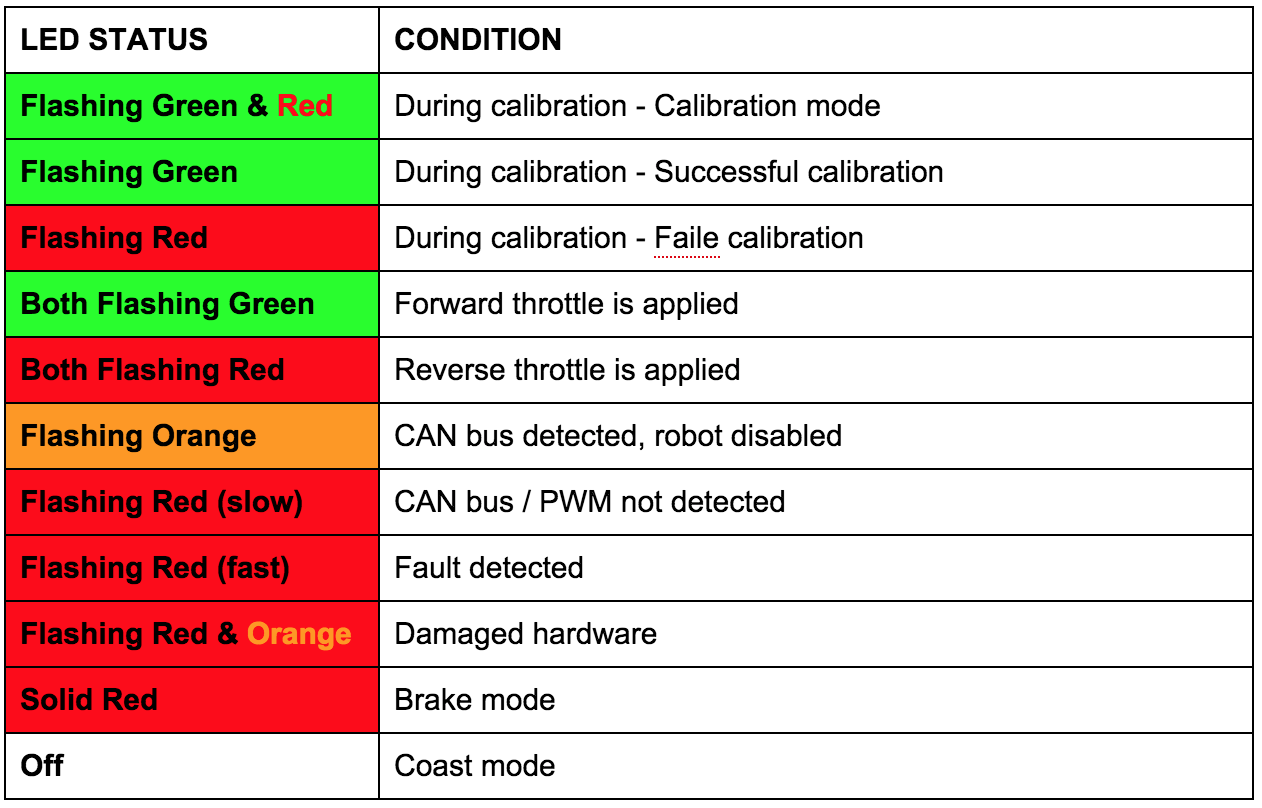 LED STATUS CONDITION
Flashing Green & Red During calibration - Calibration mode
Flashing Green During calibration - Successful calibration
Flashing Red During calibration - Faile calibration
Both Flashing Green Forward throttle is applied
Both Flashing Red Reverse throttle is applied
Flashing Orange CAN bus detected, robot disabled
Flashing Red (slow) CAN bus / PWM not detected
Flashing Red (fast) Fault detected
Flashing Red & Orange Damaged hardware
Solid Red Brake mode
Off Coast mode